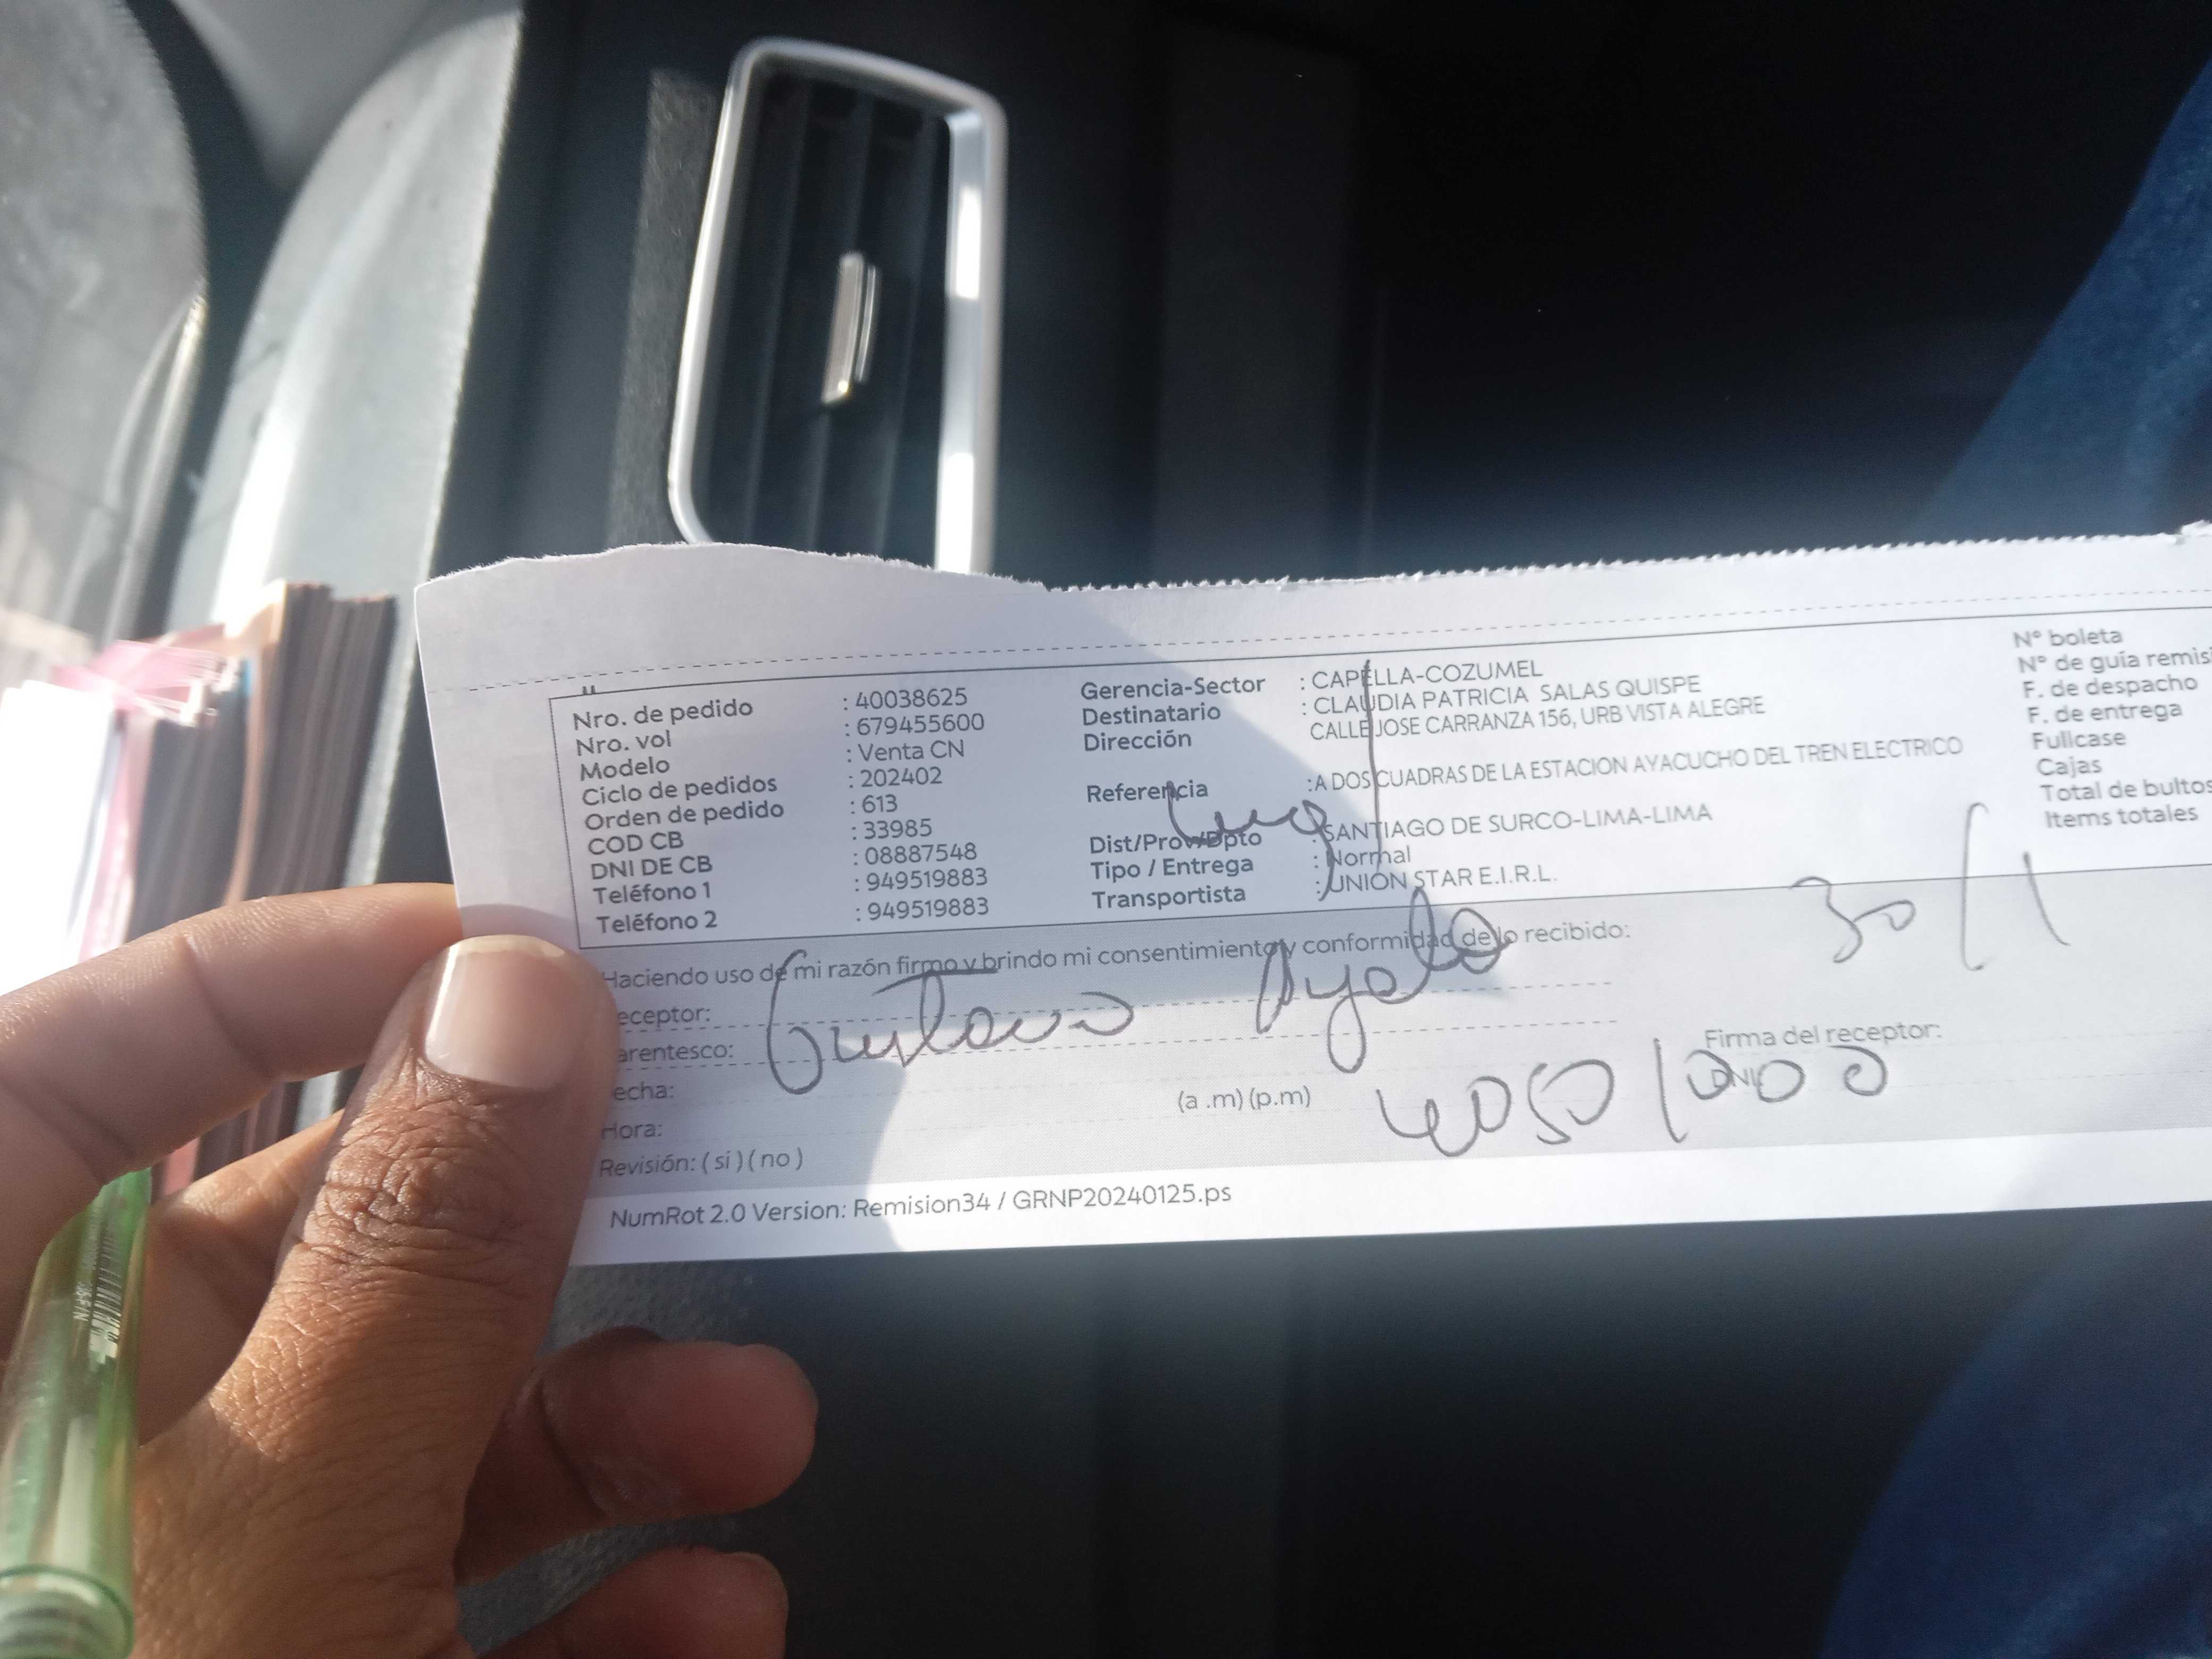 Nro. de pedido : 40038625
Nro. vol : 679455600
Modelo : Venta CN
Ciclo de pedidos : 202402
Orden de pedido : 613
COD CB : 33985
DNI DE CB : 08887548
Teléfono 1 : 949519883
Teléfono 2 : 949519883
Gerencia-Sector : CAPELLA-COZUMEL
Destinatario : CLAUDIA PATRICIA SALAS QUISPE
Dirección CALLE JOSE CARRANZA 156, URB VISTA ALEGRE
Referencia :A DOS CUADRAS DE LA ESTACION AYACUCHO DEL TREN ELECTRICO
Dist/Prov/Dpto : SANTIAGO DE SURCO-LIMA-LIMA
Tipo / Entrega : Normal
Transportista : UNION STAR E.I.R.L.
N° boleta
N° de guía remisi
F. de despacho
F. de entrega
Fullcase
Cajas
Total de bultos
Items totales
30/1
Haciendo uso de mi razón firmo y brindo mi consentimiento y conformidad de lo recibido:
eceptor: Gustavo Ayala
arentesco:
echa:
Hora: (a .m) (p.m)
Revisión: ( si ) ( no )
Firma del receptor:
DNI
40501000
NumRot 2.0 Version: Remision34 / GRNP20240125.ps